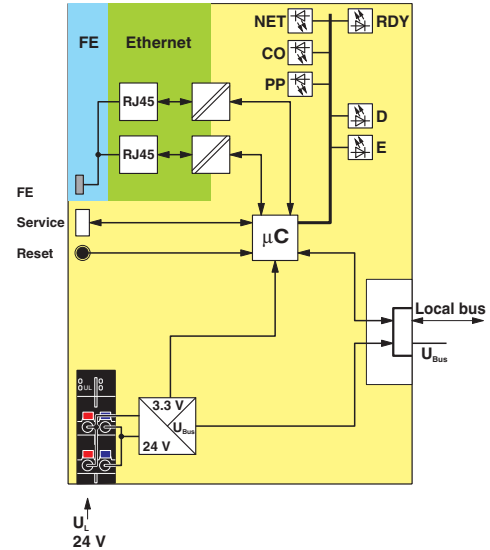 FE Ethernet
NET
RDY
CO
PP
RJ45
D
RJ45
E
FE
Service
µC
Reset
Local bus
UBus
UL
3.3 V
UBus
24 V
UL
24 V